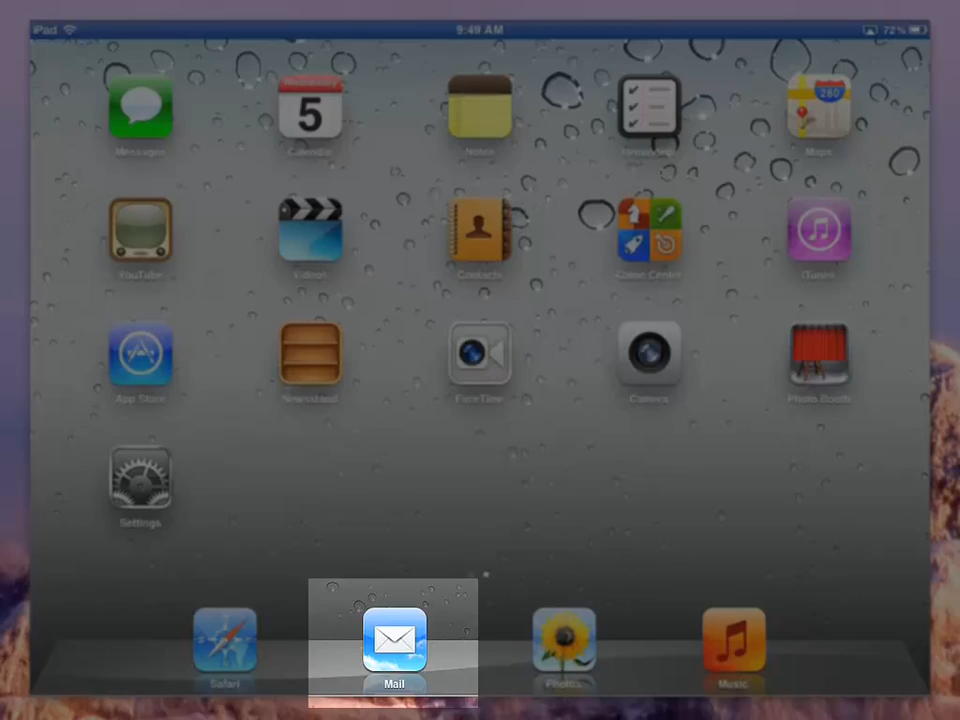 iPad 9:49 AM 72%
Messages Calendar Notes Reminders Maps
5
280
YouTube Videos Contacts Game Center iTunes
App Store Newsstand FaceTime Camera Photo Booth
Settings
Safari Mail Photos Music